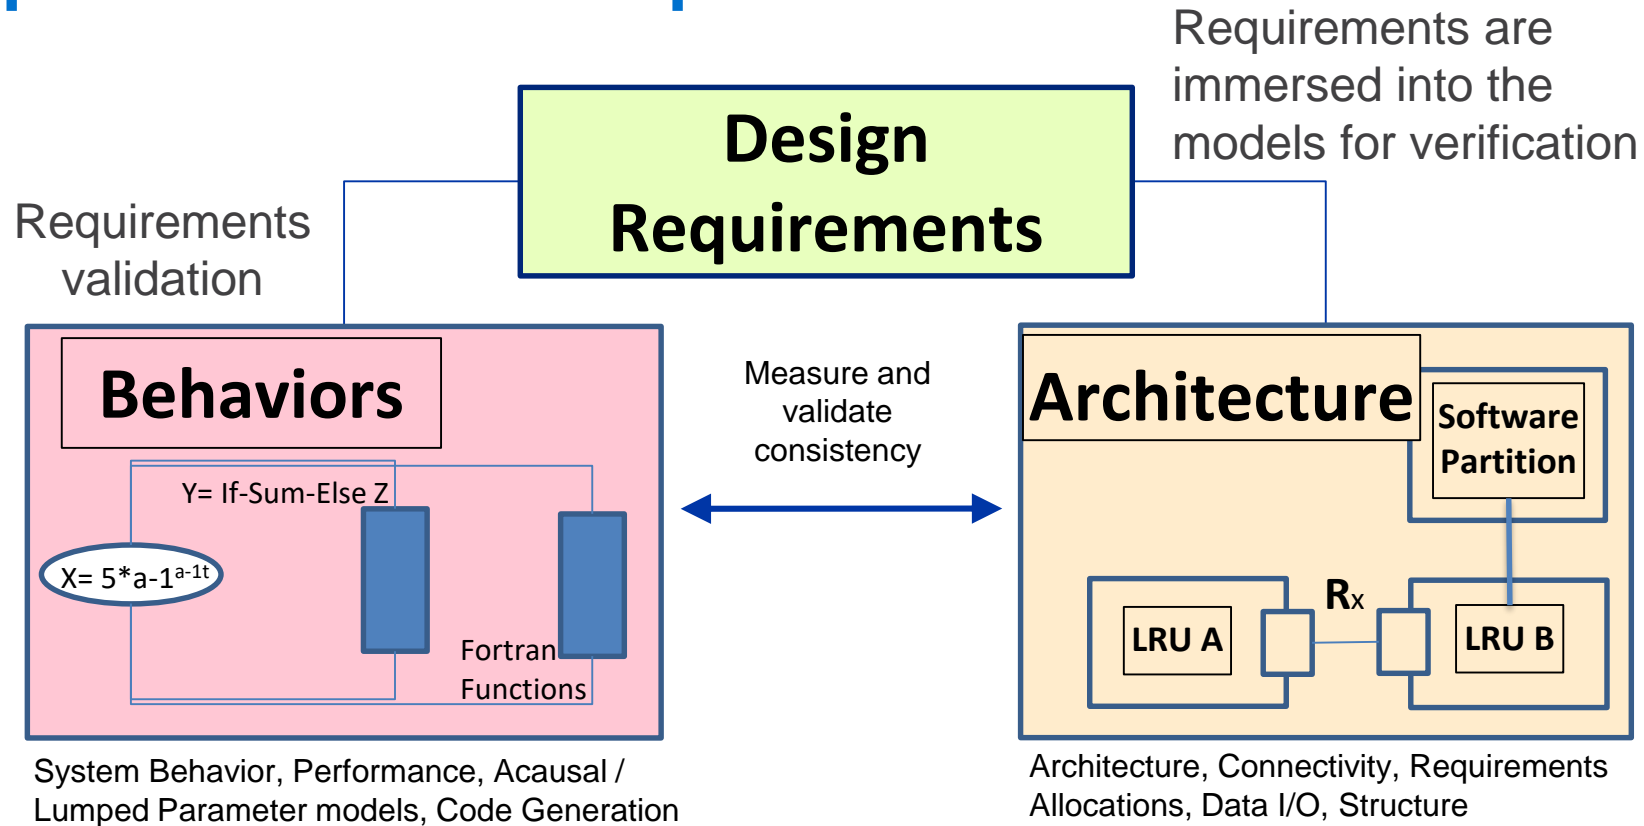 Requirements are
immersed into the
models for verification
Design
Requirements
Requirements
validation
Behaviors
Y= If-Sum-Else Z
X= 5*a-1^a-1t
Fortran
Functions
System Behavior, Performance, Acausal /
Lumped Parameter models, Code Generation
Measure and
validate
consistency
Architecture
Software
Partition
Rx
LRU A
LRU B
Architecture, Connectivity, Requirements
Allocations, Data I/O, Structure